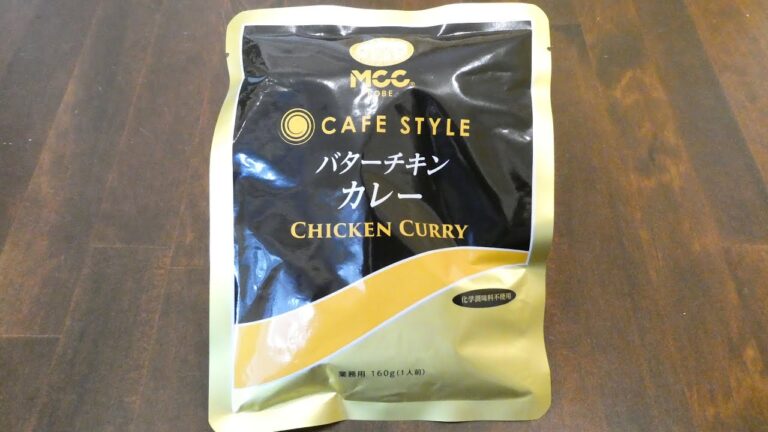 MCC
KOBE
CAFE STYLE
バターチキン
カレー
CHICKEN CURRY
化学調味料不使用
業務用 160g(1人前)